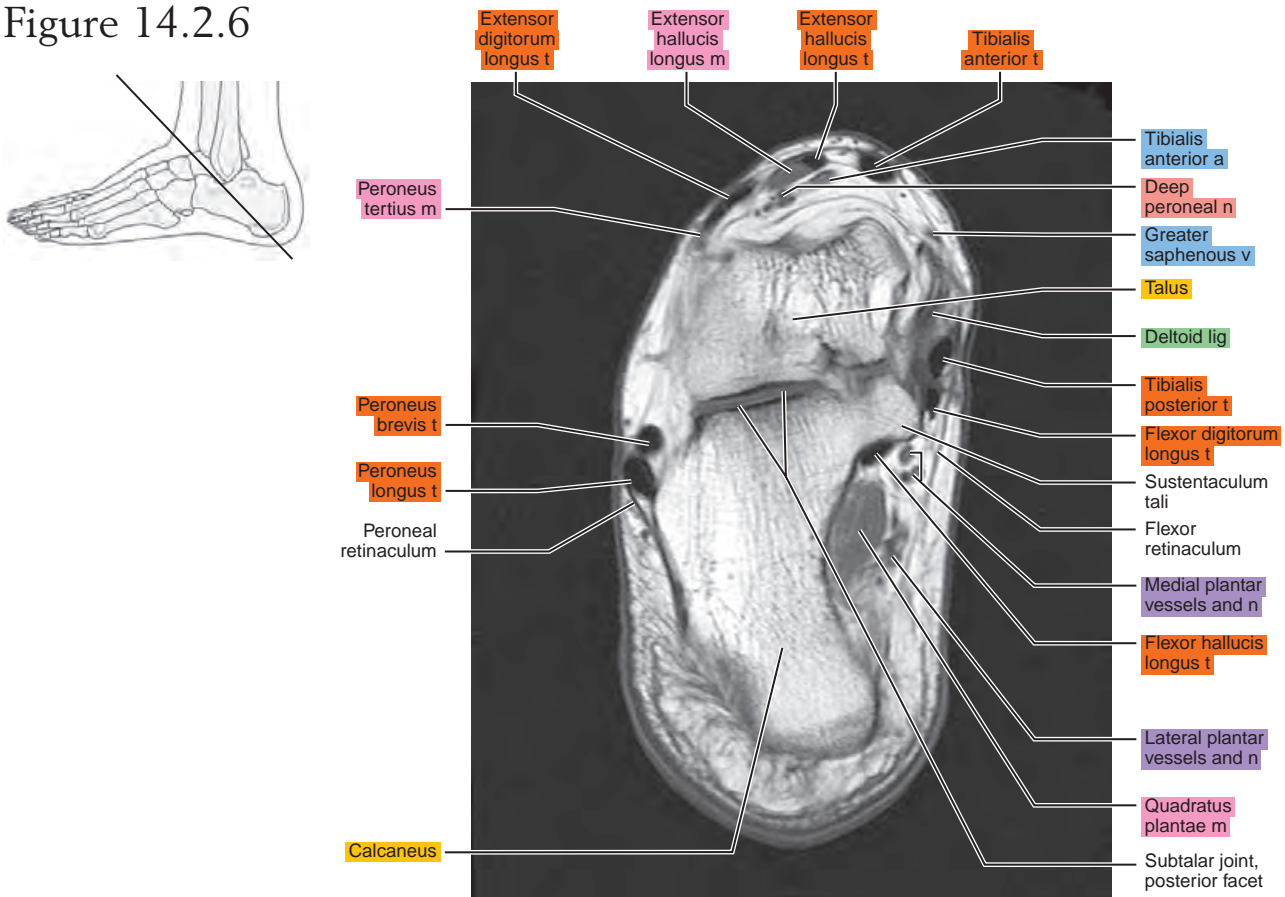 Figure 14.2.6
Extensor
digitorum
longus t
Extensor
hallucis
longus m
Extensor
hallucis
longus t
Tibialis
anterior t
Peroneus
tertius m
Peroneus
brevis t
Peroneus
longus t
Peroneal
retinaculum
Calcaneus
Tibialis
anterior a
Deep
peroneal n
Greater
saphenous v
Talus
Deltoid lig
Tibialis
posterior t
Flexor digitorum
longus t
Sustentaculum
tali
Flexor
retinaculum
Medial plantar
vessels and n
Flexor hallucis
longus t
Lateral plantar
vessels and n
Quadratus
plantae m
Subtalar joint,
posterior facet